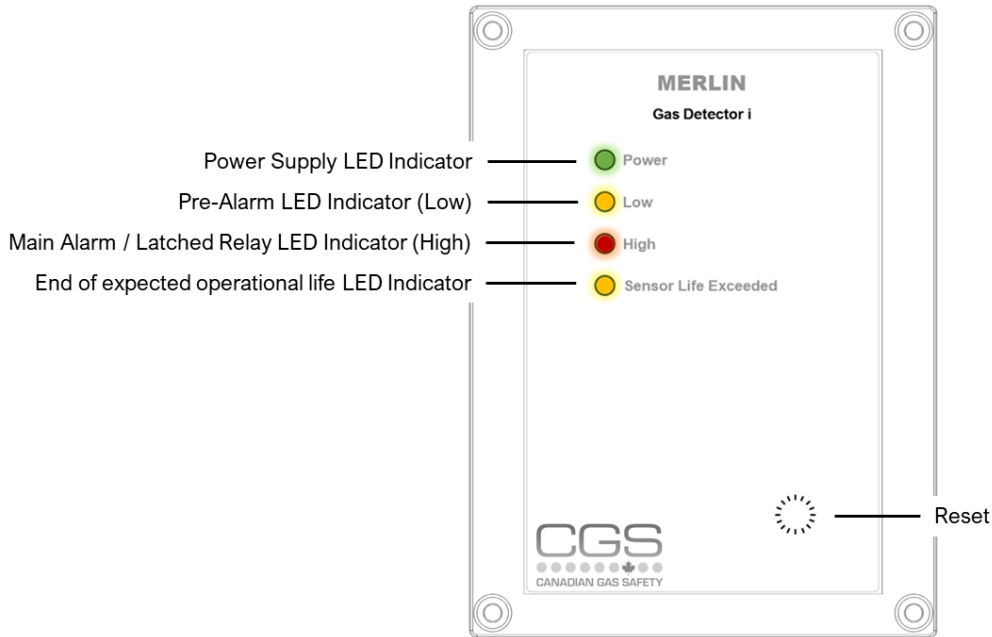 MERLIN
Gas Detector i
Power Supply LED Indicator
Power
Pre-Alarm LED Indicator (Low)
Low
Main Alarm / Latched Relay LED Indicator (High)
High
End of expected operational life LED Indicator
Sensor Life Exceeded
Reset
CGS
CANADIAN GAS SAFETY